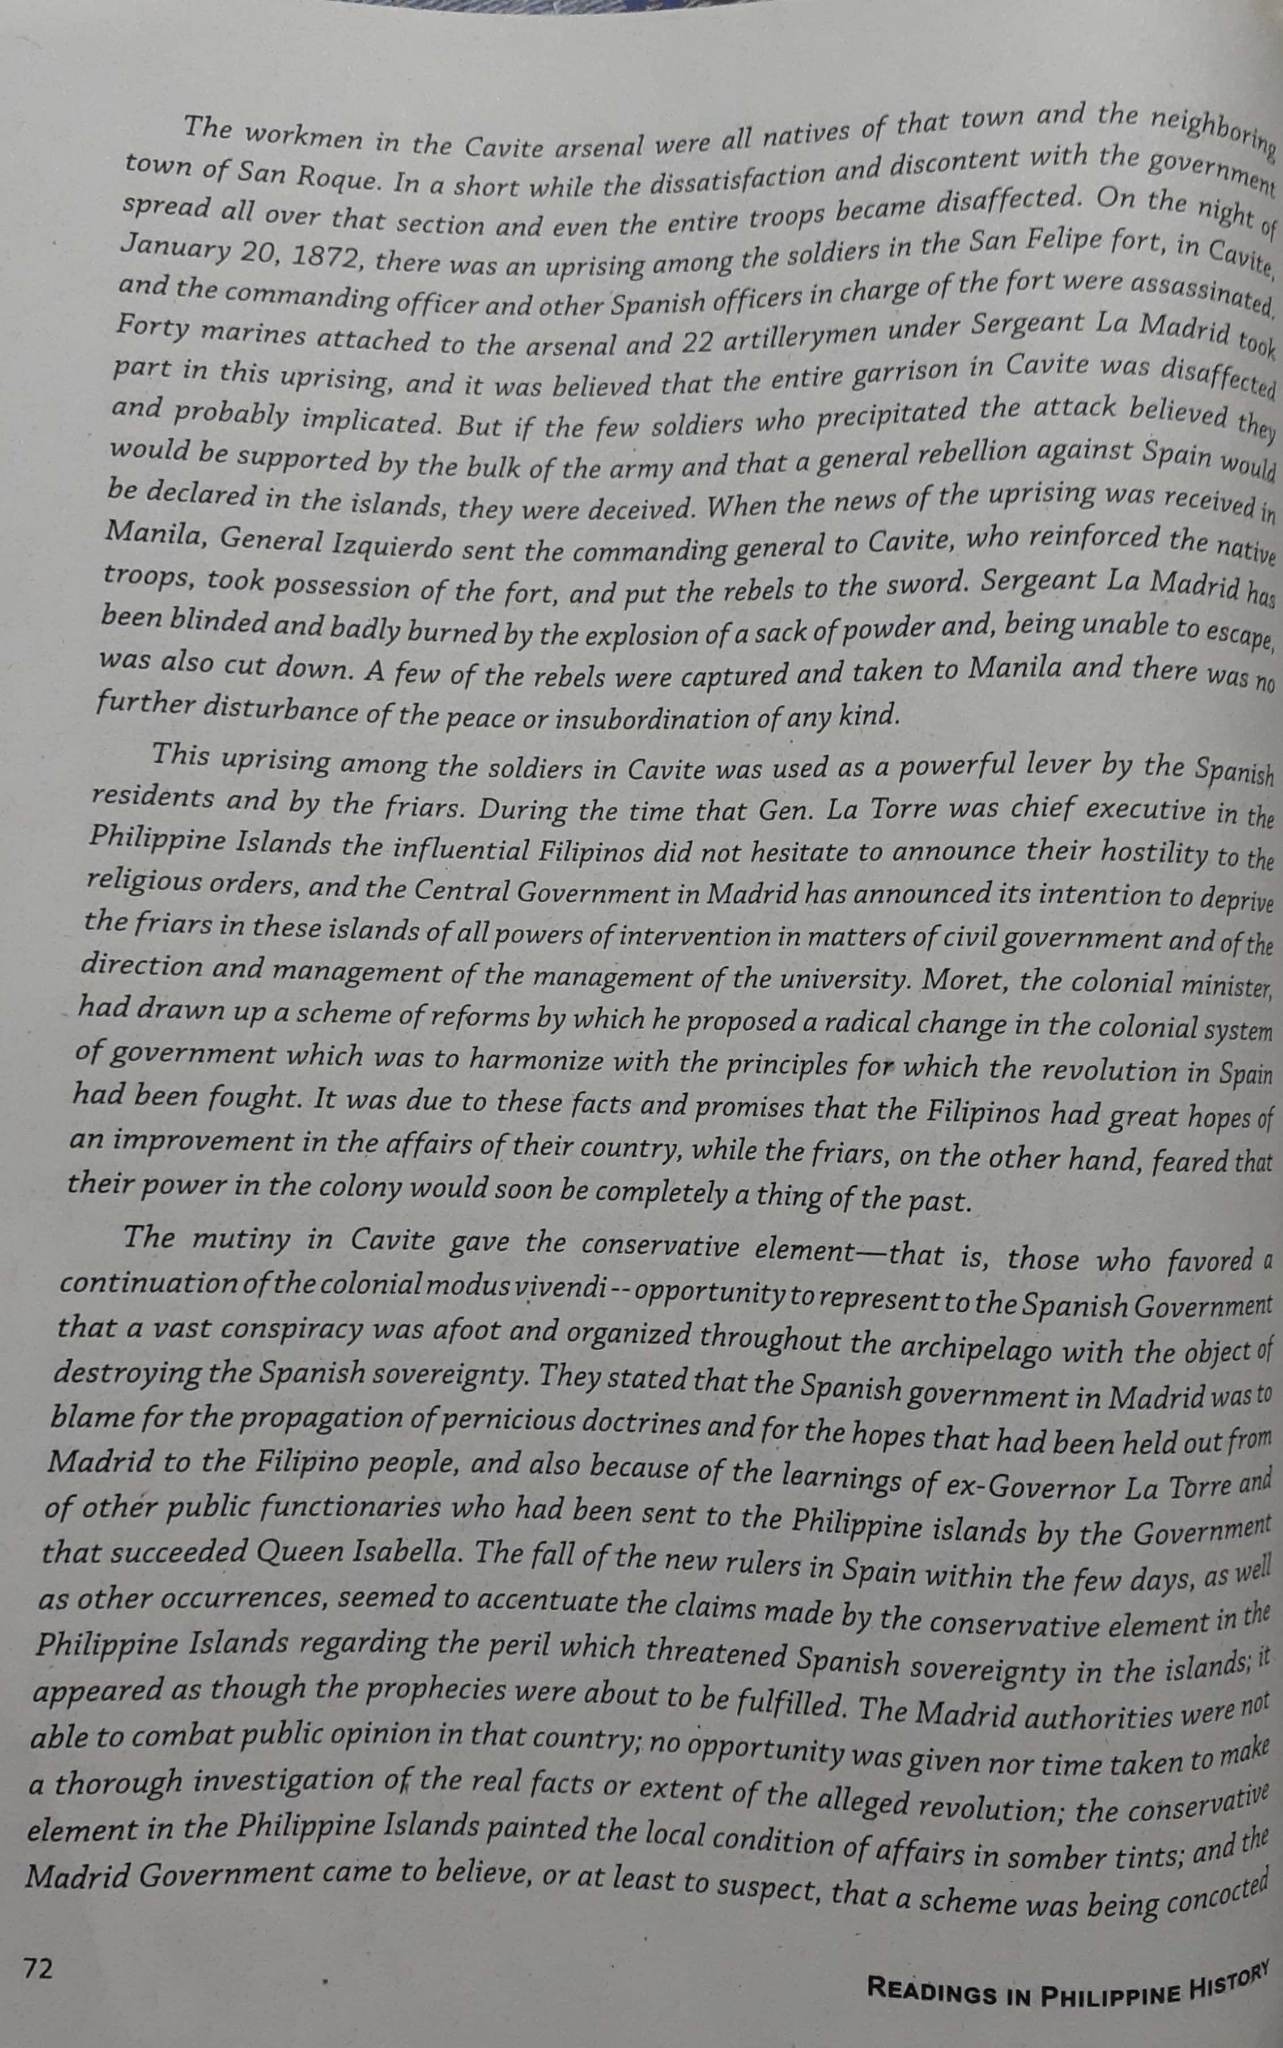 The workmen in the Cavite arsenal were all natives of that town and the neighboring
town of San Roque. In a short while the dissatisfaction and discontent with the government
spread all over that section and even the entire troops became disaffected. On the night of
January 20, 1872, there was an uprising among the soldiers in the San Felipe fort, in Cavite,
and the commanding officer and other Spanish officers in charge of the fort were assassinated.
Forty marines attached to the arsenal and 22 artillerymen under Sergeant La Madrid took
part in this uprising, and it was believed that the entire garrison in Cavite was disaffected
and probably implicated. But if the few soldiers who precipitated the attack believed they
would be supported by the bulk of the army and that a general rebellion against Spain would
be declared in the islands, they were deceived. When the news of the uprising was received in
Manila, General Izquierdo sent the commanding general to Cavite, who reinforced the native
troops, took possession of the fort, and put the rebels to the sword. Sergeant La Madrid has
been blinded and badly burned by the explosion of a sack of powder and, being unable to escape,
was also cut down. A few of the rebels were captured and taken to Manila and there was no
further disturbance of the peace or insubordination of any kind.
This uprising among the soldiers in Cavite was used as a powerful lever by the Spanish
residents and by the friars. During the time that Gen. La Torre was chief executive in the
Philippine Islands the influential Filipinos did not hesitate to announce their hostility to the
religious orders, and the Central Government in Madrid has announced its intention to deprive
the friars in these islands of all powers of intervention in matters of civil government and of the
direction and management of the management of the university. Moret, the colonial minister,
had drawn up a scheme of reforms by which he proposed a radical change in the colonial system
of government which was to harmonize with the principles for which the revolution in Spain
had been fought. It was due to these facts and promises that the Filipinos had great hopes of
an improvement in the affairs of their country, while the friars, on the other hand, feared that
their power in the colony would soon be completely a thing of the past.
The mutiny in Cavite gave the conservative element—that is, those who favored a
continuation of the colonial modus vivendi -- opportunity to represent to the Spanish Government
that a vast conspiracy was afoot and organized throughout the archipelago with the object of
destroying the Spanish sovereignty. They stated that the Spanish government in Madrid was to
blame for the propagation of pernicious doctrines and for the hopes that had been held out from
Madrid to the Filipino people, and also because of the learnings of ex-Governor La Torre and
of other public functionaries who had been sent to the Philippine islands by the Government
that succeeded Queen Isabella. The fall of the new rulers in Spain within the few days, as well
as other occurrences, seemed to accentuate the claims made by the conservative element in the
Philippine Islands regarding the peril which threatened Spanish sovereignty in the islands; it
appeared as though the prophecies were about to be fulfilled. The Madrid authorities were not
able to combat public opinion in that country; no opportunity was given nor time taken to make
a thorough investigation of the real facts or extent of the alleged revolution; the conservative
element in the Philippine Islands painted the local condition of affairs in somber tints; and the
Madrid Government came to believe, or at least to suspect, that a scheme was being concocted
72
READINGS IN PHILIPPINE HISTORY